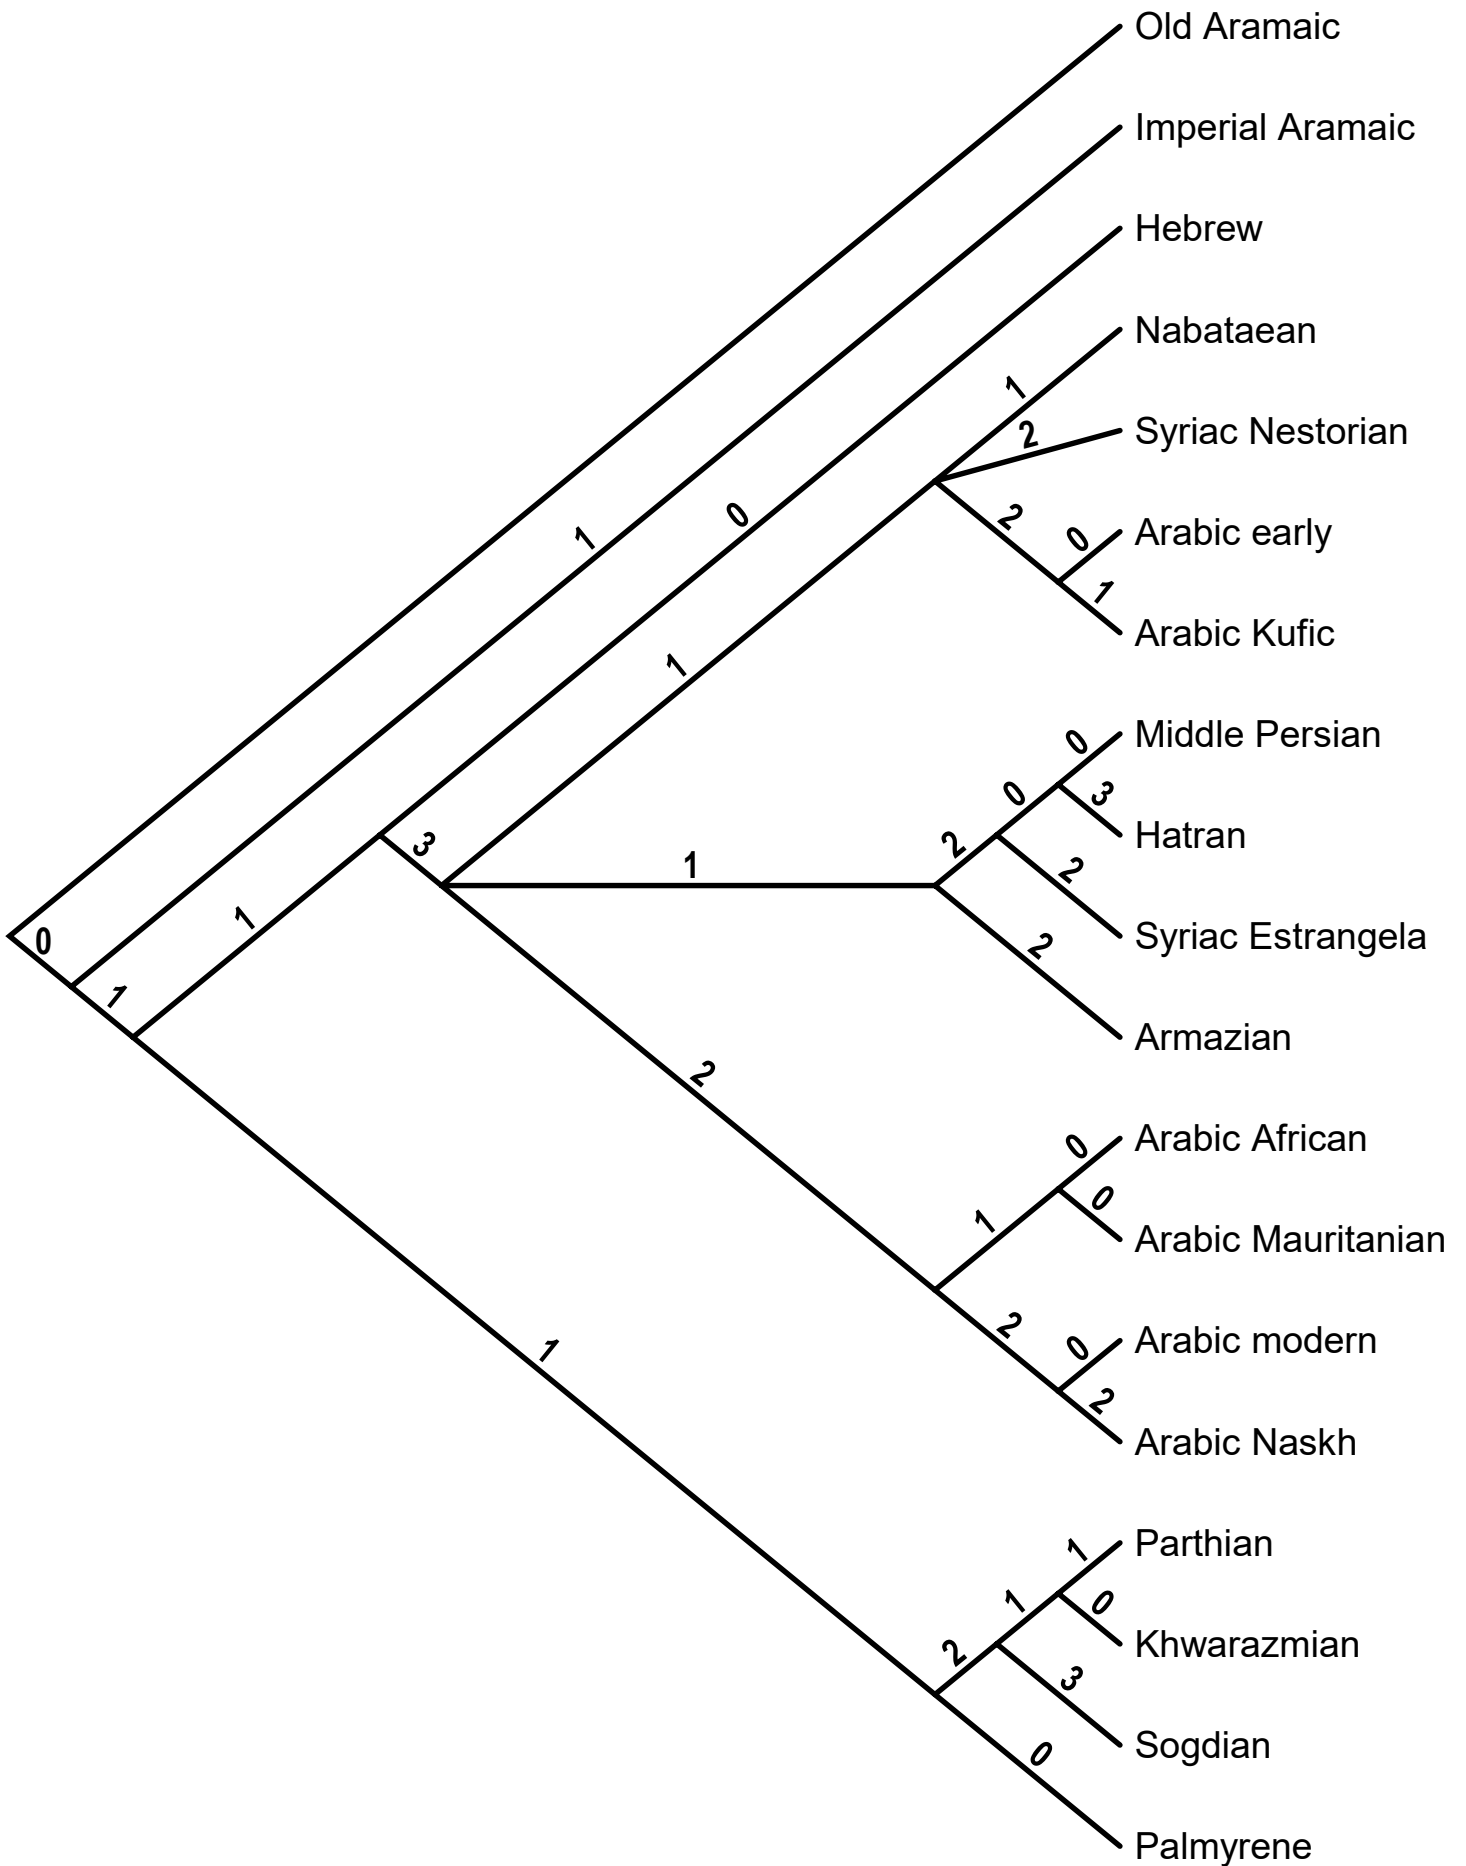 Old Aramaic
Imperial Aramaic
Hebrew
Nabataean
1
2
Syriac Nestorian
2
0
Arabic early
1
0
1
Arabic Kufic
1
0
Middle Persian
0
3
3
2
Hatran
1
2
1
0
2
Syriac Estrangela
1
Armazian
2
0
Arabic African
0
1
Arabic Mauritanian
2
0
Arabic modern
1
2
Arabic Naskh
1
Parthian
1
0
2
Khwarazmian
3
Sogdian
0
Palmyrene